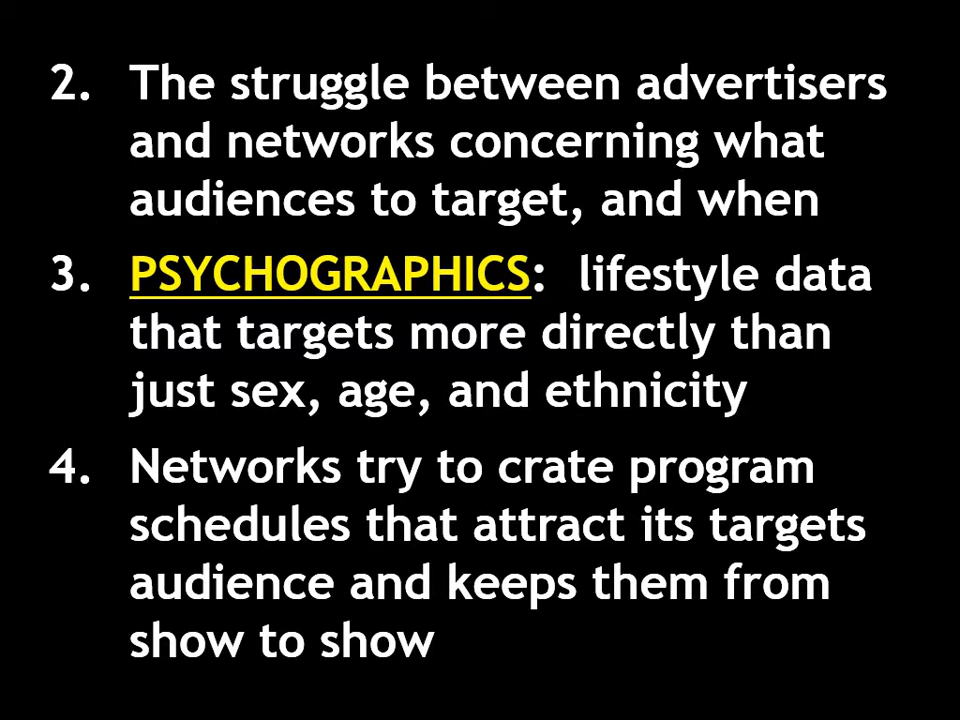 2. The struggle between advertisers
and networks concerning what
audiences to target, and when
3. PSYCHOGRAPHICS: lifestyle data
that targets more directly than
just sex, age, and ethnicity
4. Networks try to crate program
schedules that attract its targets
audience and keeps them from
show to show